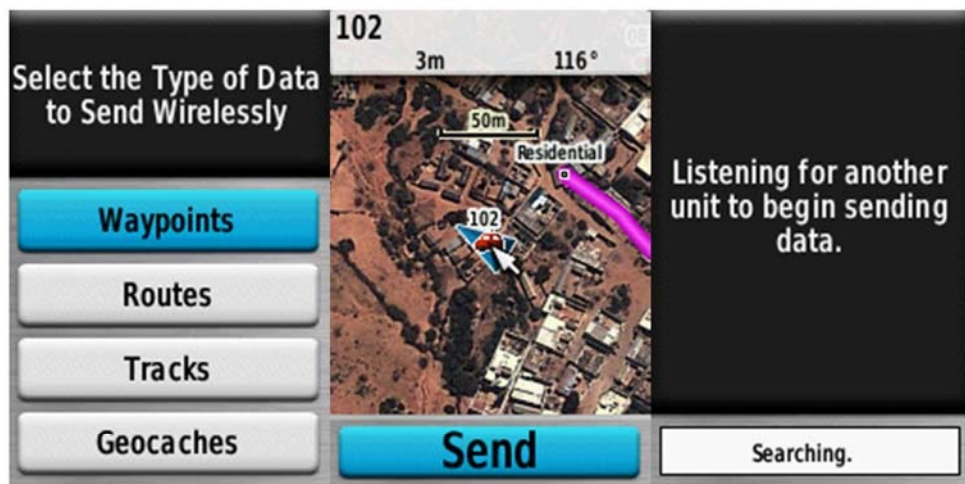 Select the Type of Data
to Send Wirelessly
Waypoints
Routes
Tracks
Geocaches
102
3m 116°
50m
Residential
102
Send
Listening for another
unit to begin sending
data.
Searching.